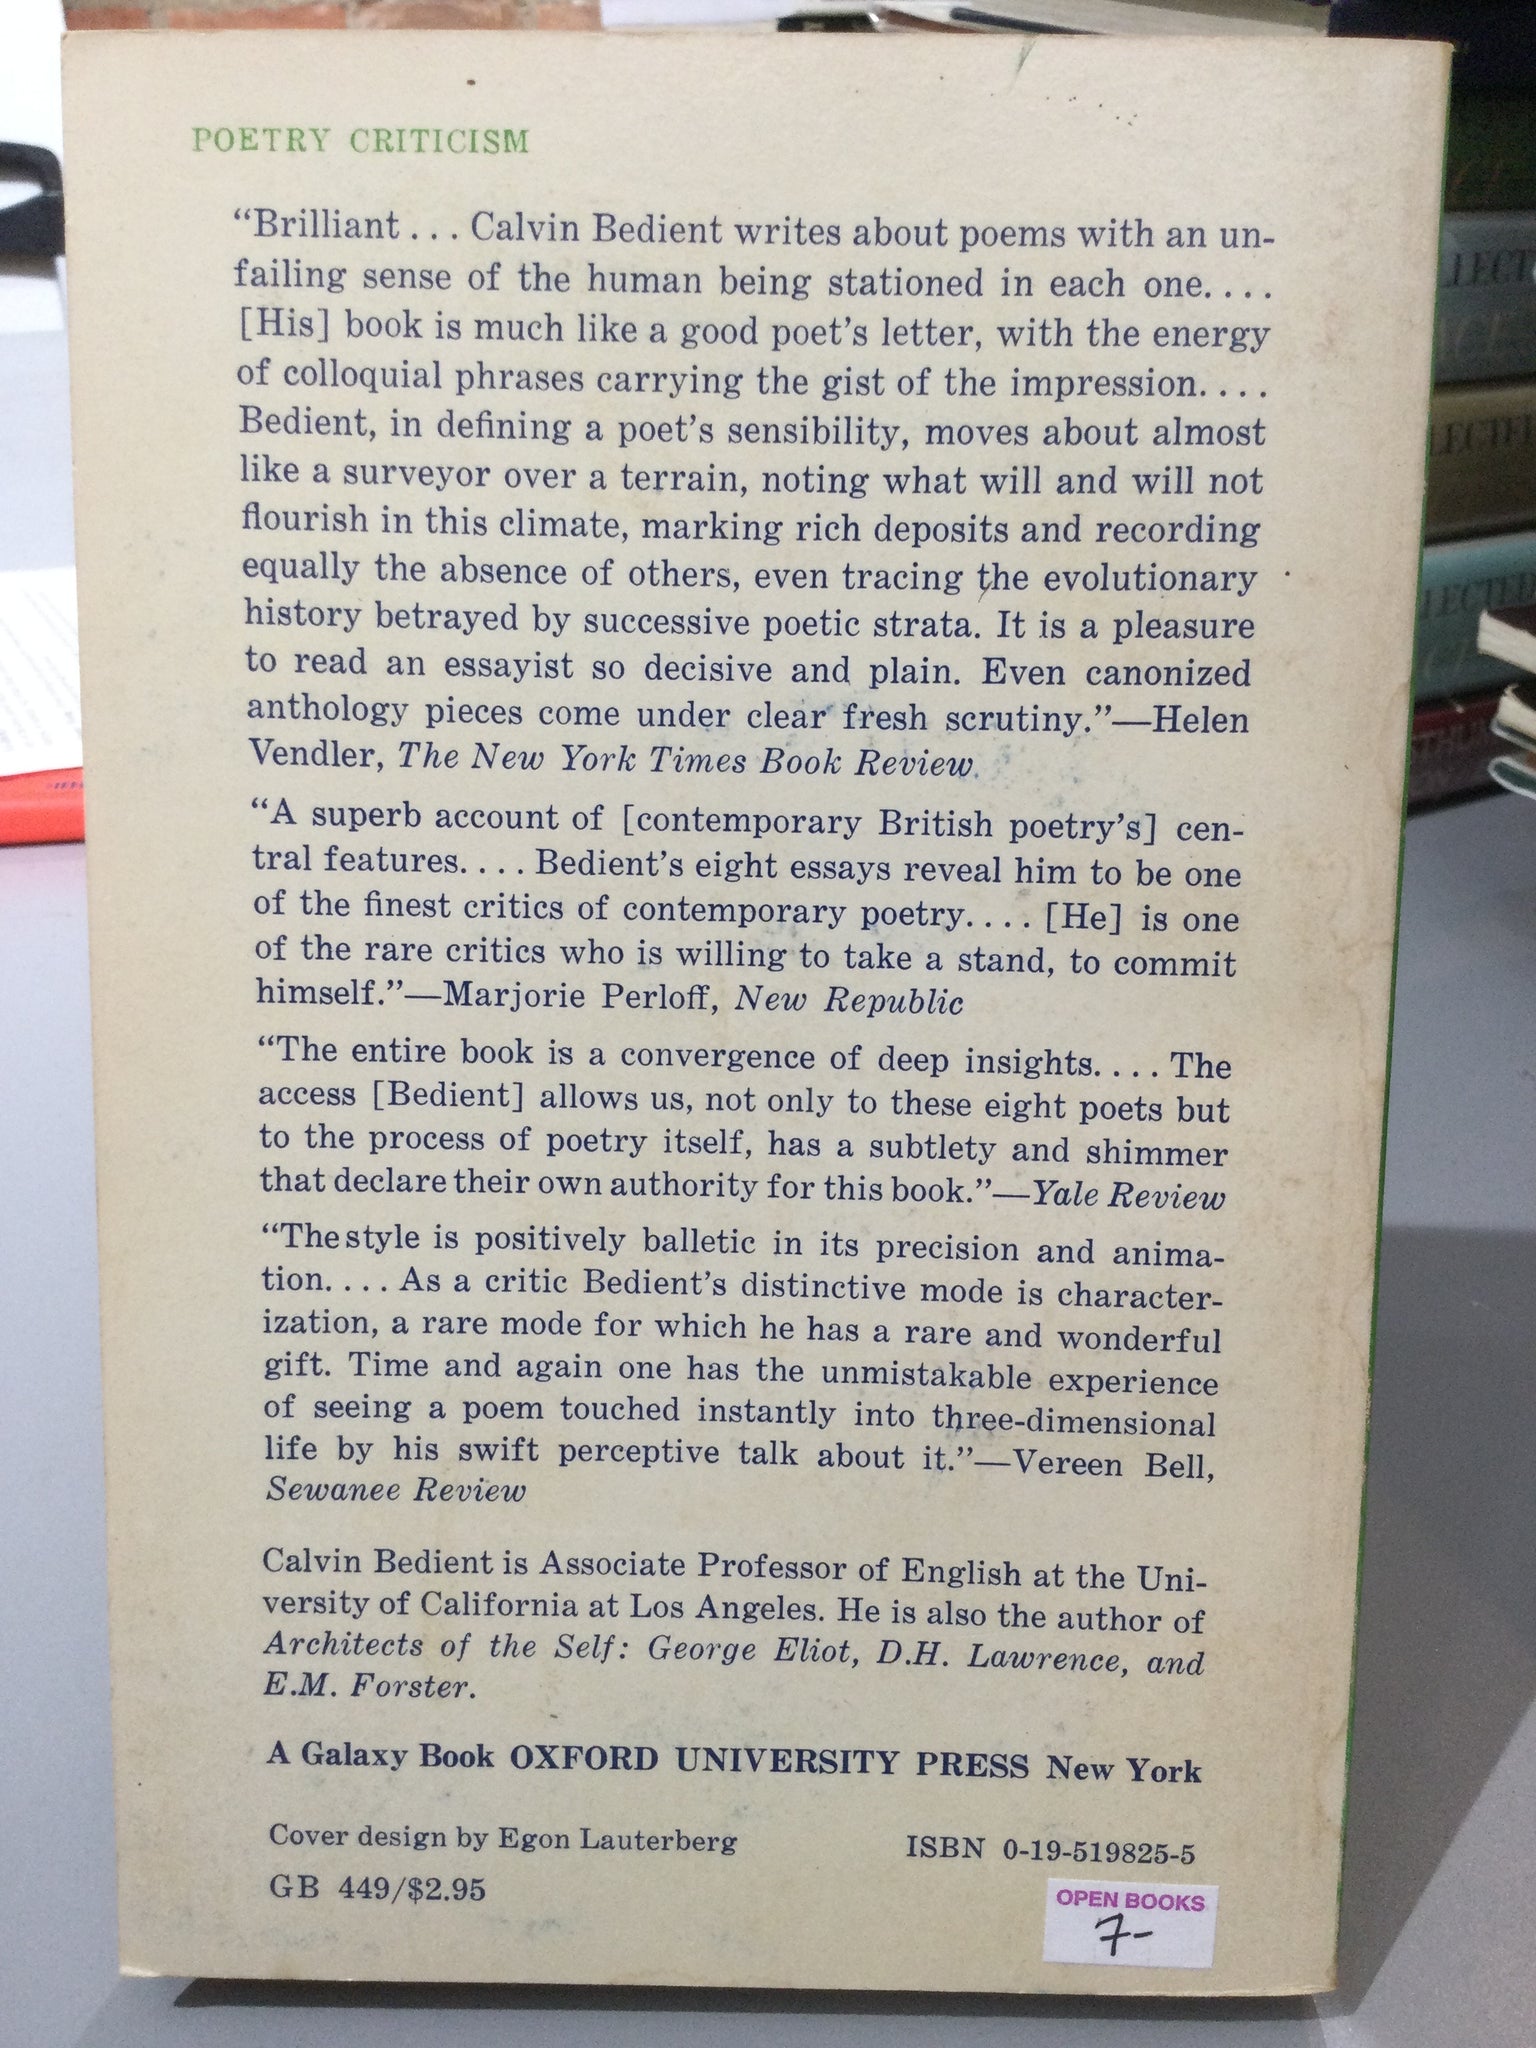 POETRY CRITICISM
“Brilliant . . . Calvin Bedient writes about poems with an un-
failing sense of the human being stationed in each one. . . .
[His] book is much like a good poet’s letter, with the energy
of colloquial phrases carrying the gist of the impression. . . .
Bedient, in defining a poet’s sensibility, moves about almost
like a surveyor over a terrain, noting what will and will not
flourish in this climate, marking rich deposits and recording
equally the absence of others, even tracing the evolutionary
history betrayed by successive poetic strata. It is a pleasure
to read an essayist so decisive and plain. Even canonized
anthology pieces come under clear fresh scrutiny.”—Helen
Vendler, The New York Times Book Review.
“A superb account of [contemporary British poetry’s] cen-
tral features. . . . Bedient’s eight essays reveal him to be one
of the finest critics of contemporary poetry. . . . [He] is one
of the rare critics who is willing to take a stand, to commit
himself.”—Marjorie Perloff, New Republic
“The entire book is a convergence of deep insights. . . . The
access [Bedient] allows us, not only to these eight poets but
to the process of poetry itself, has a subtlety and shimmer
that declare their own authority for this book.”—Yale Review
“The style is positively balletic in its precision and anima-
tion. . . . As a critic Bedient’s distinctive mode is character-
ization, a rare mode for which he has a rare and wonderful
gift. Time and again one has the unmistakable experience
of seeing a poem touched instantly into three-dimensional
life by his swift perceptive talk about it.”—Vereen Bell,
Sewanee Review
Calvin Bedient is Associate Professor of English at the Uni-
versity of California at Los Angeles. He is also the author of
Architects of the Self: George Eliot, D.H. Lawrence, and
E.M. Forster.
A Galaxy Book OXFORD UNIVERSITY PRESS New York
Cover design by Egon Lauterberg ISBN 0-19-519825-5
GB 449/$2.95
OPEN BOOKS
7-